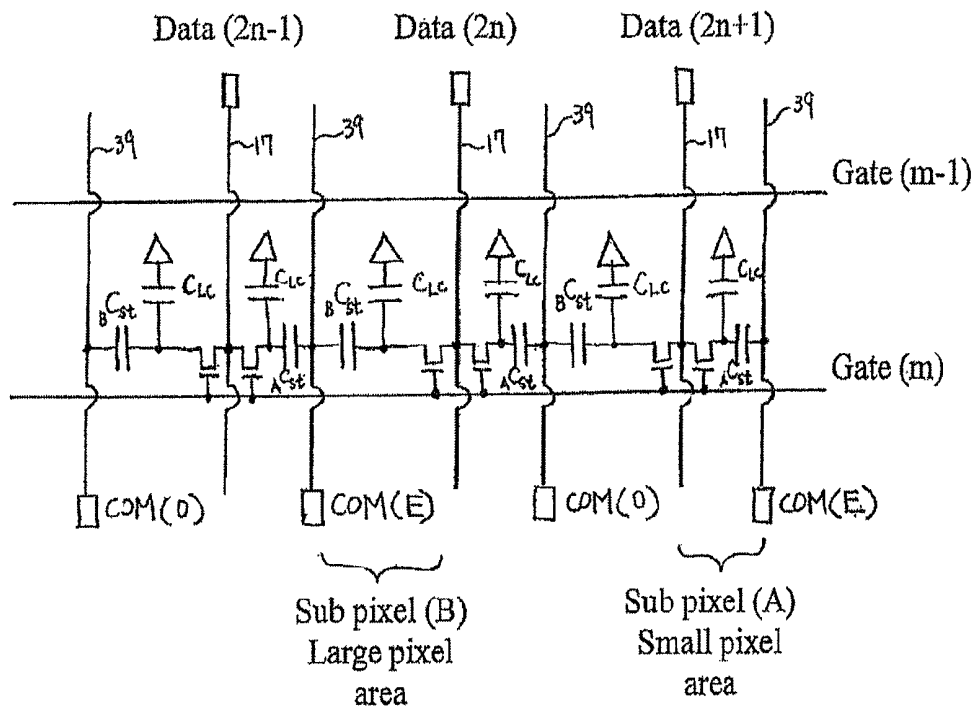 Data (2n-1) Data (2n) Data (2n+1)
39 17 39 17 39 17 39
Gate (m-1)
CLC CLC CLC CLC CLC CLC
BCst BCst BCst
Gate (m)
ACst ACst ACst
COM(O) COM(E) COM(O) COM(E)
Sub pixel (B)
Large pixel
area
Sub pixel (A)
Small pixel
area